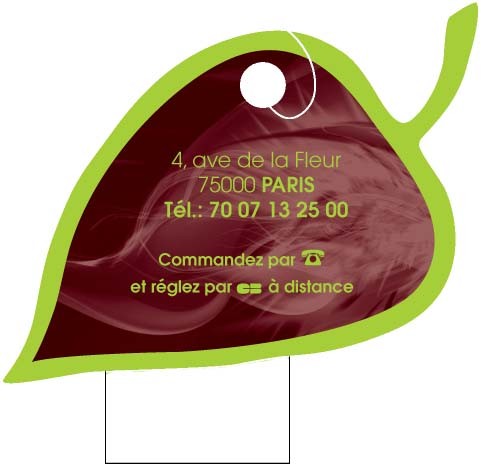 4, ave de la Fleur
75000 PARIS
Tél.: 70 07 13 25 00
Commandez par ☎
et réglez par CB à distance